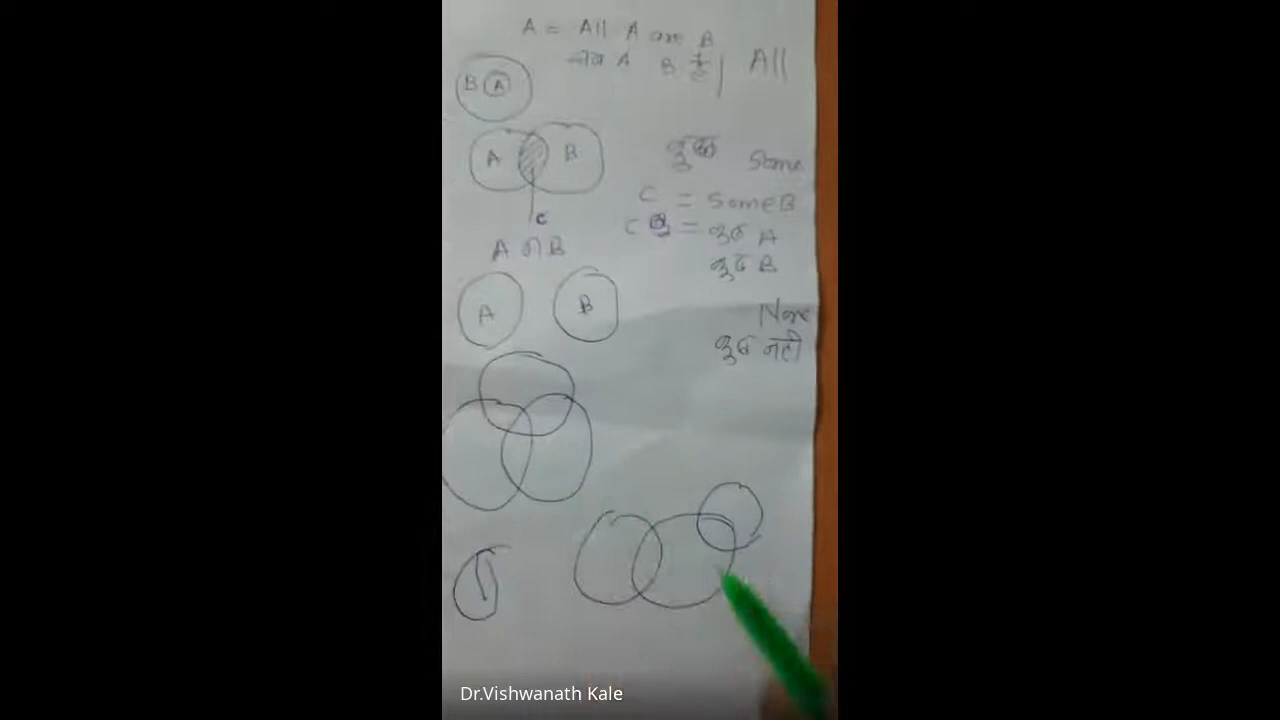 A = All A are B
सब A B है | All
B A
A B
कुछ Some
C = Some B
C = कुछ A
c
A ∩ B
कुछ B
A B
None
कुछ नही
Dr.Vishwanath Kale